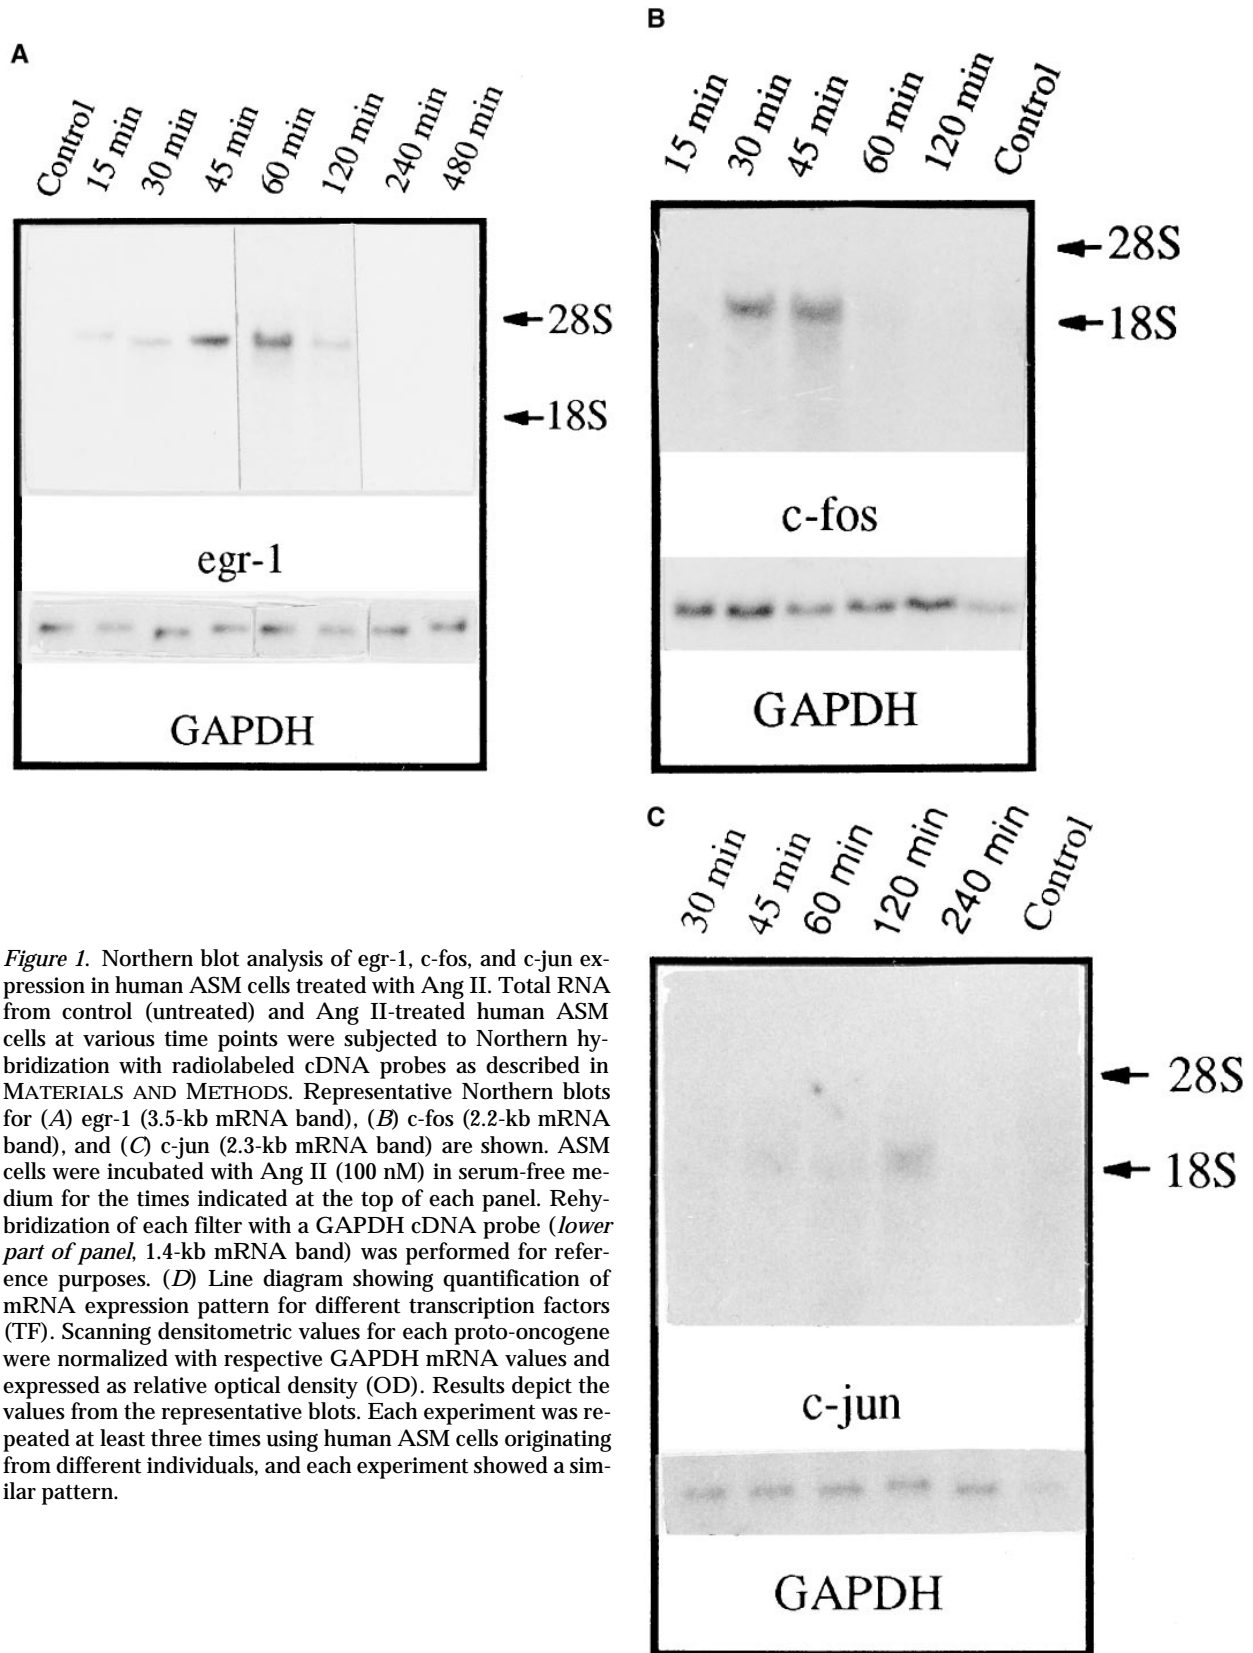 A
Control
15 min
30 min
45 min
60 min
120 min
240 min
480 min
28S
18S
egr-1
GAPDH
B
15 min
30 min
45 min
60 min
120 min
Control
28S
18S
c-fos
GAPDH
C
30 min
45 min
60 min
120 min
240 min
Control
28S
18S
c-jun
GAPDH
Figure 1. Northern blot analysis of egr-1, c-fos, and c-jun ex-
pression in human ASM cells treated with Ang II. Total RNA
from control (untreated) and Ang II-treated human ASM
cells at various time points were subjected to Northern hy-
bridization with radiolabeled cDNA probes as described in
MATERIALS AND METHODS. Representative Northern blots
for (A) egr-1 (3.5-kb mRNA band), (B) c-fos (2.2-kb mRNA
band), and (C) c-jun (2.3-kb mRNA band) are shown. ASM
cells were incubated with Ang II (100 nM) in serum-free me-
dium for the times indicated at the top of each panel. Rehy-
bridization of each filter with a GAPDH cDNA probe (lower
part of panel, 1.4-kb mRNA band) was performed for refer-
ence purposes. (D) Line diagram showing quantification of
mRNA expression pattern for different transcription factors
(TF). Scanning densitometric values for each proto-oncogene
were normalized with respective GAPDH mRNA values and
expressed as relative optical density (OD). Results depict the
values from the representative blots. Each experiment was re-
peated at least three times using human ASM cells originating
from different individuals, and each experiment showed a sim-
ilar pattern.